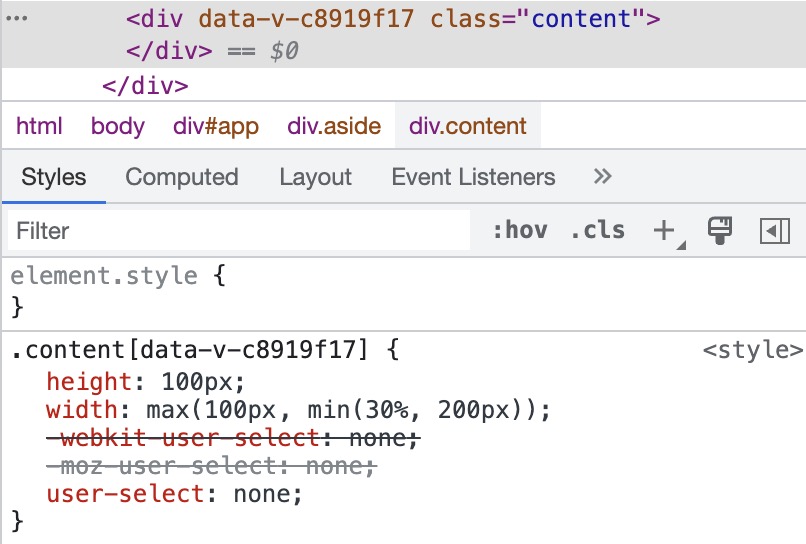 ··· <div data-v-c8919f17 class="content">
</div> == $0
</div>
html body div#app div.aside div.content
Styles Computed Layout Event Listeners »
Filter :hov .cls +
element.style {
}
.content[data-v-c8919f17] { <style>
height: 100px;
width: max(100px, min(30%, 200px));
-webkit-user-select: none;
-moz-user-select: none;
user-select: none;
}